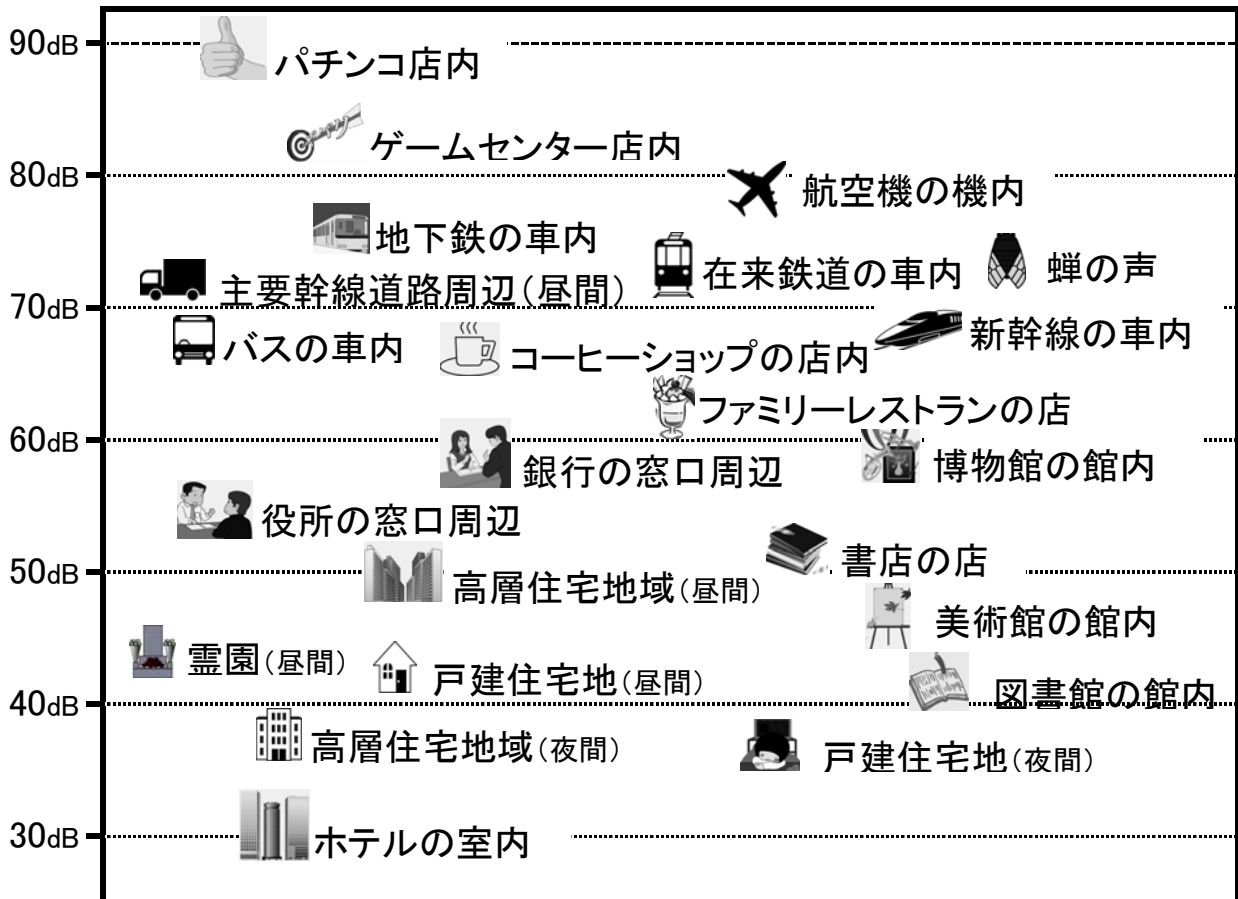 90dB
パチンコ店内
ゲームセンター店内
80dB
航空機の機内
地下鉄の車内
在来鉄道の車内
蝉の声
主要幹線道路周辺(昼間)
70dB
バスの車内
コーヒーショップの店内
新幹線の車内
ファミリーレストランの店
60dB
銀行の窓口周辺
博物館の館内
役所の窓口周辺
50dB
書店の店
高層住宅地域(昼間)
美術館の館内
霊園(昼間)
戸建住宅地(昼間)
図書館の館内
40dB
高層住宅地域(夜間)
戸建住宅地(夜間)
30dB
ホテルの室内